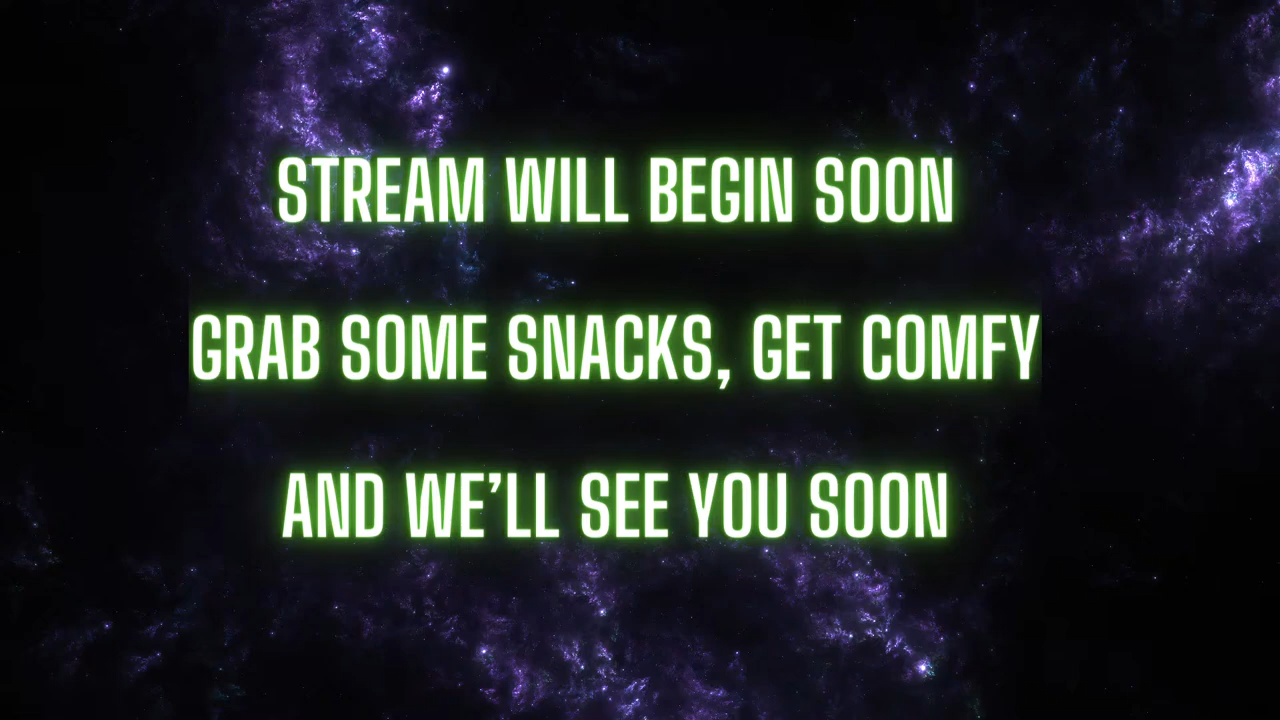 STREAM WILL BEGIN SOON
GRAB SOME SNACKS, GET COMFY
AND WE’LL SEE YOU SOON